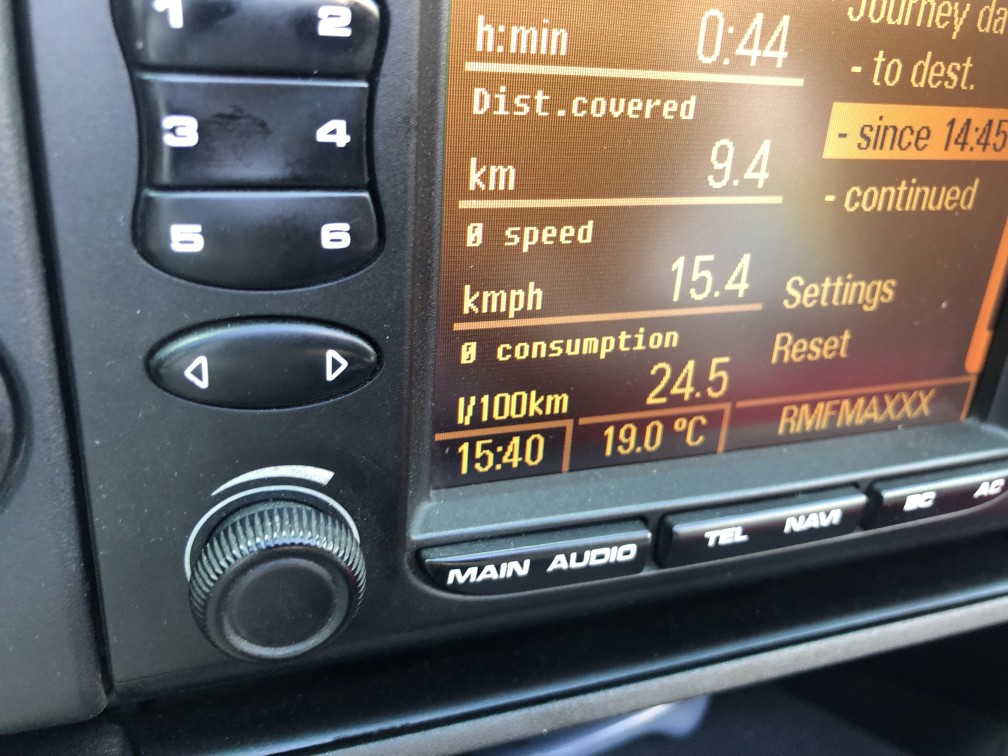 1 2
3 4
5 6
h:min 0:44
Dist.covered
km 9.4
Ø speed
kmph 15.4
Ø consumption
l/100km 24.5
15:40 19.0 ºC RMFMAXXX
Journey da
- to dest.
- since 14:45
- continued
Settings
Reset
MAIN AUDIO
TEL NAVI
BC AC